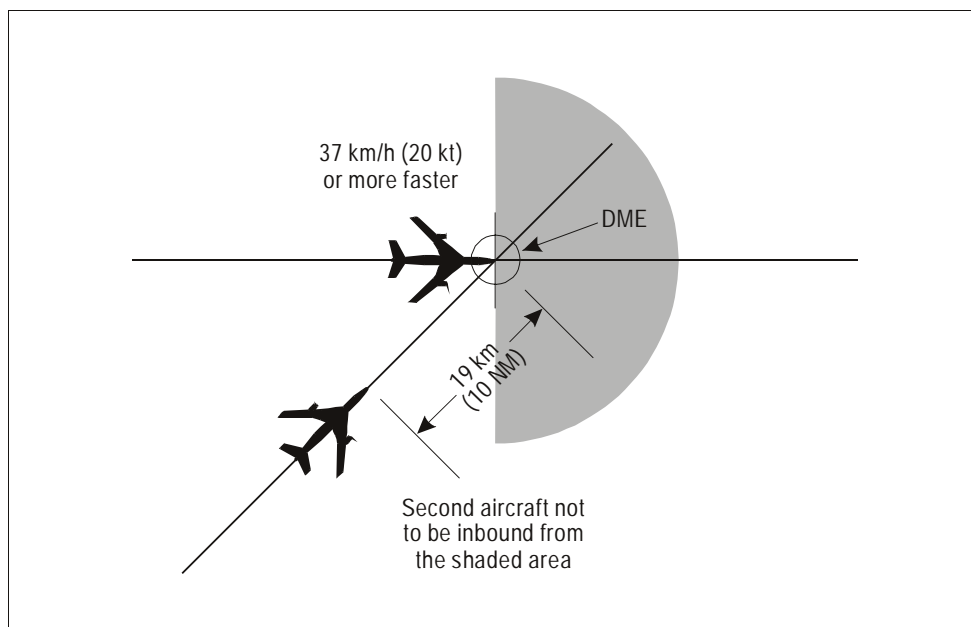 37 km/h (20 kt)
or more faster
DME
19 km
(10 NM)
Second aircraft not
to be inbound from
the shaded area